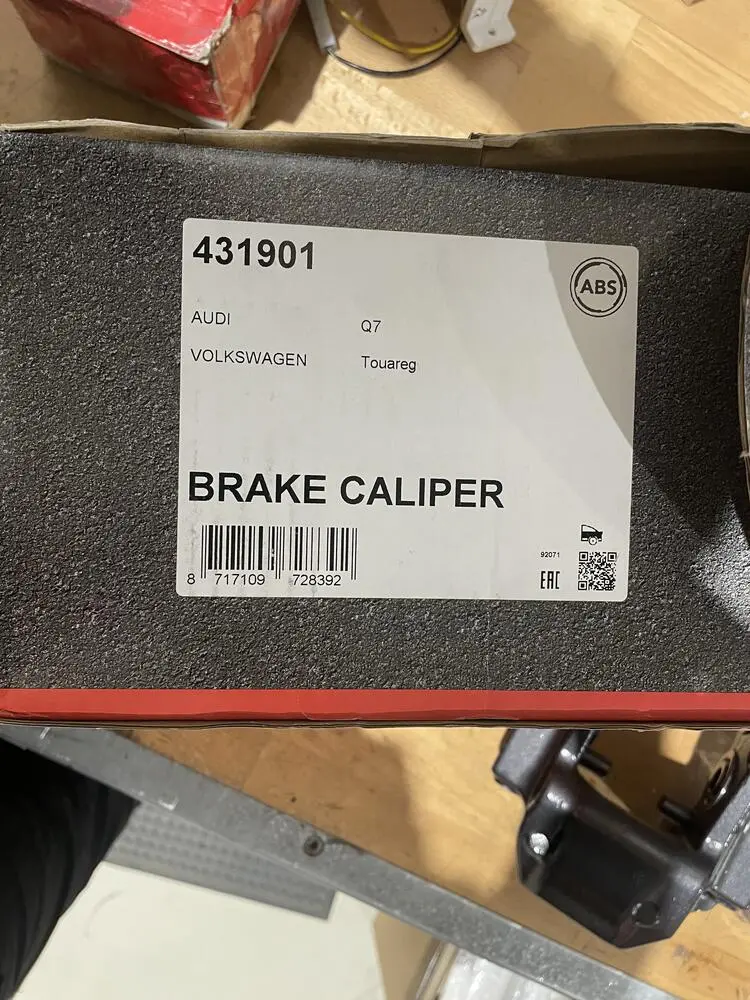 431901
ABS
AUDI Q7
VOLKSWAGEN Touareg
BRAKE CALIPER
8 717109 728392
92071
EAC